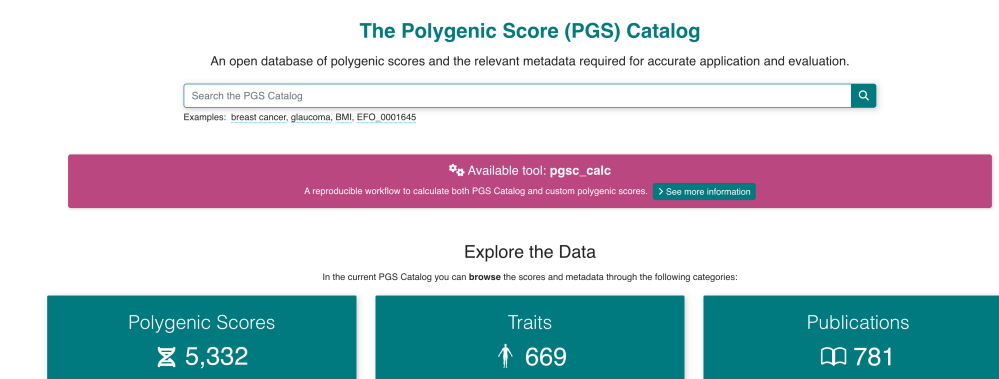 The Polygenic Score (PGS) Catalog
An open database of polygenic scores and the relevant metadata required for accurate application and evaluation.
Search the PGS Catalog
Examples: breast cancer, glaucoma, BMI, EFO_0001645
Available tool: pgsc_calc
A reproducible workflow to calculate both PGS Catalog and custom polygenic scores. See more information
Explore the Data
In the current PGS Catalog you can browse the scores and metadata through the following categories:
Polygenic Scores Traits Publications
5,332 669 781